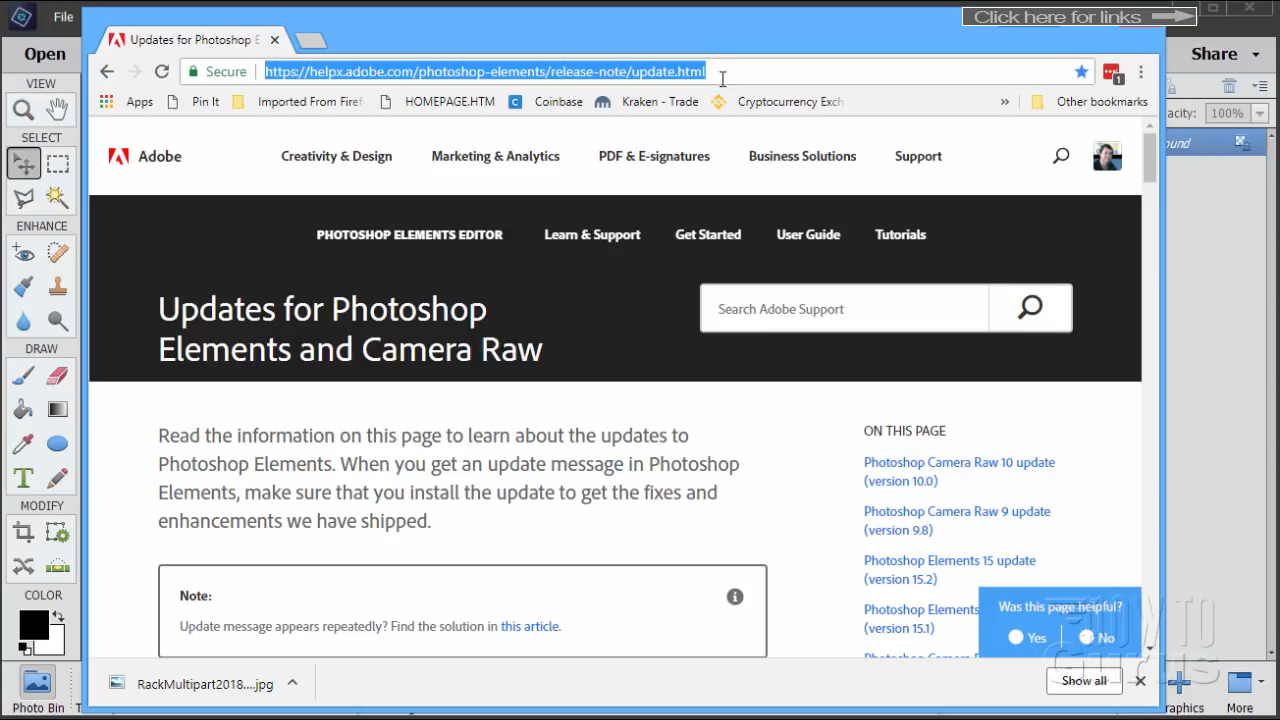 File
Click here for links
Open
Updates for Photoshop E
Share
Secure
https://helpx.adobe.com/photoshop-elements/release-note/update.html
1
VIEW
Apps
Pin It
Imported From Firef
HOMEPAGE.HTM
Coinbase
Kraken - Trade
Cryptocurrency Exch
»
Other bookmarks
acity: 100%
SELECT
ound
Adobe
Creativity & Design
Marketing & Analytics
PDF & E-signatures
Business Solutions
Support
ENHANCE
PHOTOSHOP ELEMENTS EDITOR
Learn & Support
Get Started
User Guide
Tutorials
Updates for Photoshop
Elements and Camera Raw
Search Adobe Support
DRAW
Read the information on this page to learn about the updates to
Photoshop Elements. When you get an update message in Photoshop
Elements, make sure that you install the update to get the fixes and
enhancements we have shipped.
ON THIS PAGE
Photoshop Camera Raw 10 update
(version 10.0)
Photoshop Camera Raw 9 update
(version 9.8)
Photoshop Elements 15 update
(version 15.2)
Photoshop Elements
(version 15.1)
MODIFY
COLOR
Note:
Update message appears repeatedly? Find the solution in this article.
Was this page helpful?
Yes
No
HOW TO
GURUS
RackMultipart2018....jpg
Show all
Photo Bin
T
raphics
More